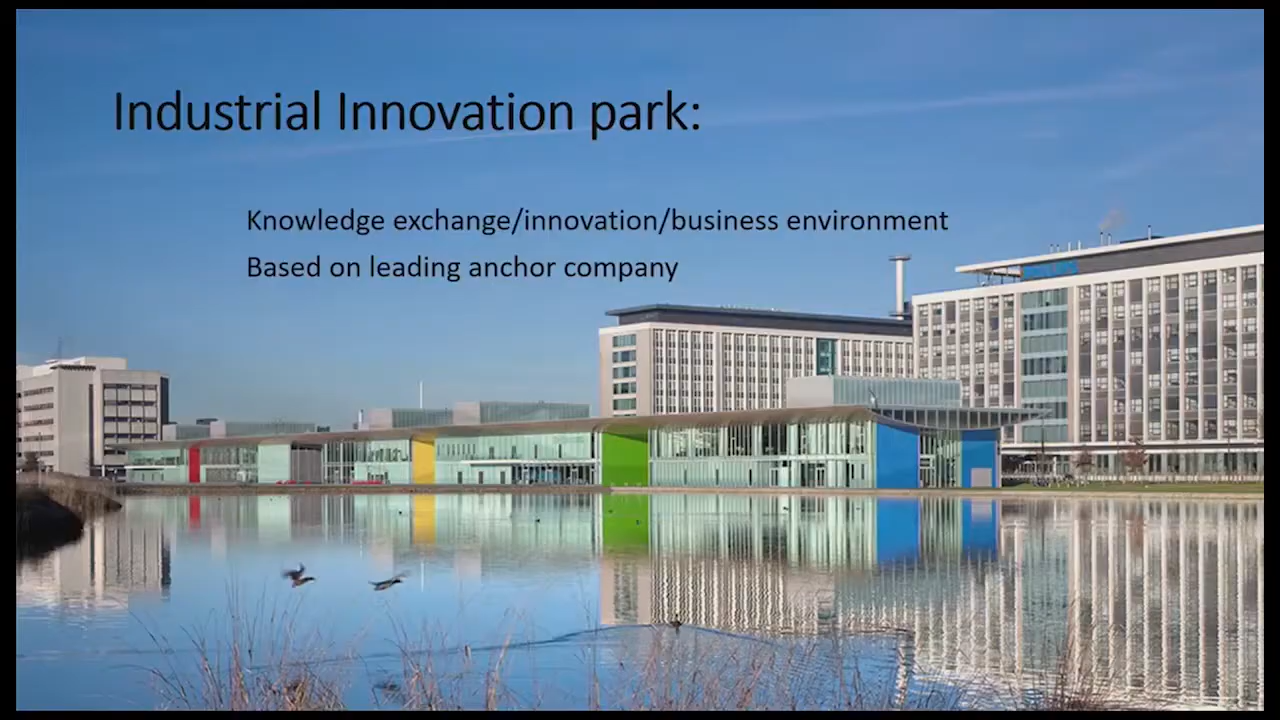 Industrial Innovation park:
Knowledge exchange/innovation/business environment
Based on leading anchor company